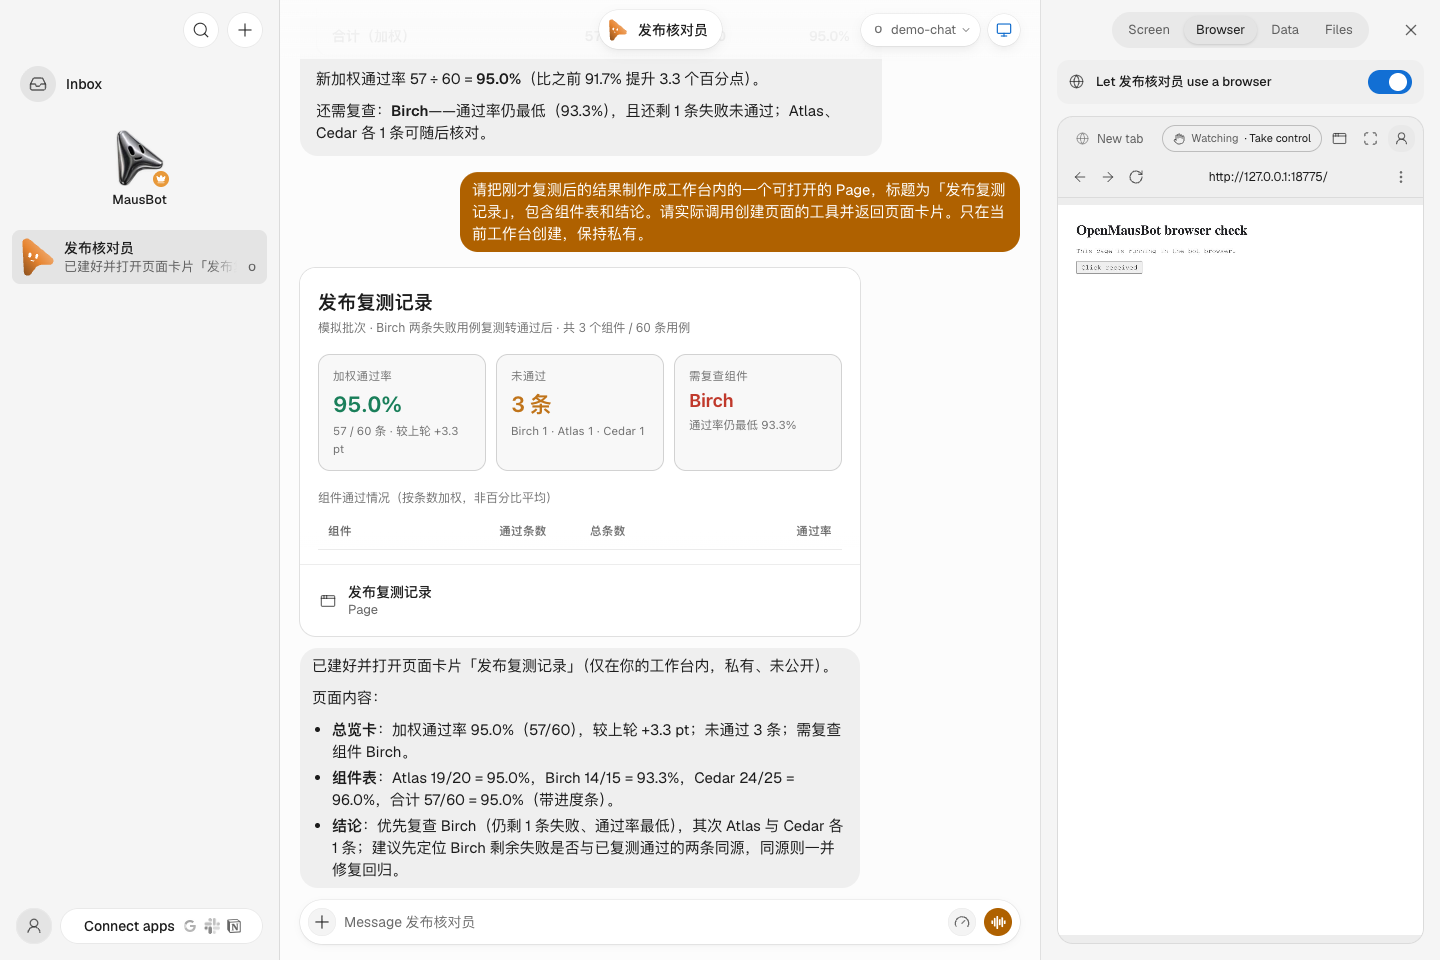 Inbox
MausBot
发布核对员
已建好并打开页面卡片「发布
Connect apps
发布核对员
demo-chat
合计（加权）
95.0%
新加权通过率 57 ÷ 60 = 95.0%（比之前 91.7% 提升 3.3 个百分点）。
还需复查：Birch——通过率仍最低（93.3%），且还剩 1 条失败未通过；Atlas、
Cedar 各 1 条可随后核对。
请把刚才复测后的结果制作成工作台内的一个可打开的 Page，标题为「发布复测
记录」，包含组件表和结论。请实际调用创建页面的工具并返回页面卡片。只在当
前工作台创建，保持私有。
发布复测记录
模拟批次 · Birch 两条失败用例复测转通过后 · 共 3 个组件 / 60 条用例
加权通过率
95.0%
57 / 60 条 · 较上轮 +3.3
pt
未通过
3 条
Birch 1 · Atlas 1 · Cedar 1
需复查组件
Birch
通过率仍最低 93.3%
组件通过情况（按条数加权，非百分比平均）
组件 通过条数 总条数 通过率
发布复测记录
Page
已建好并打开页面卡片「发布复测记录」（仅在你的工作台内，私有、未公开）。
页面内容：
• 总览卡：加权通过率 95.0%（57/60），较上轮 +3.3 pt；未通过 3 条；需复查
组件 Birch。
• 组件表：Atlas 19/20 = 95.0%，Birch 14/15 = 93.3%，Cedar 24/25 =
96.0%，合计 57/60 = 95.0%（带进度条）。
• 结论：优先复查 Birch（仍剩 1 条失败、通过率最低），其次 Atlas 与 Cedar 各
1 条；建议先定位 Birch 剩余失败是否与已复测通过的两条同源，同源则一并
修复回归。
Message 发布核对员
Screen Browser Data Files
Let 发布核对员 use a browser
New tab
Watching · Take control
http://127.0.0.1:18775/
OpenMausBot browser check
This page is running in the bot browser.
Click received